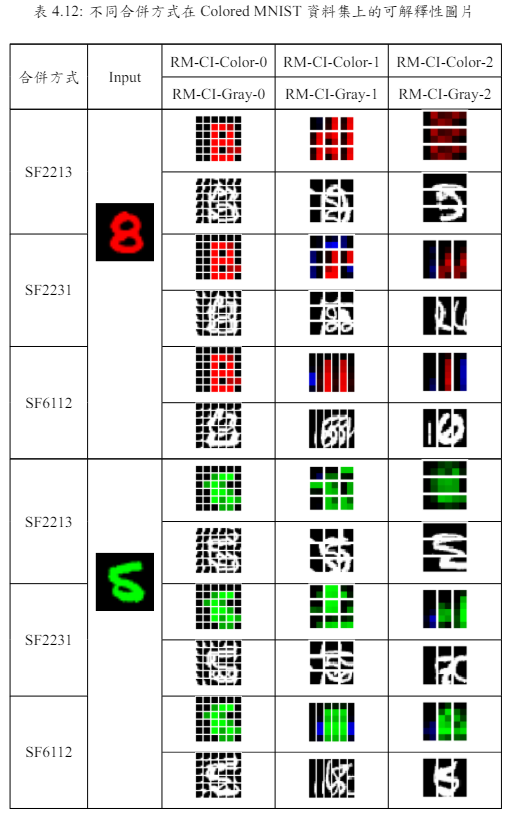 表 4.12: 不同合併方式在 Colored MNIST 資料集上的可解釋性圖片
合併方式 Input RM-CI-Color-0 RM-CI-Color-1 RM-CI-Color-2
RM-CI-Gray-0 RM-CI-Gray-1 RM-CI-Gray-2
SF2213
8
SF2231
SF6112
SF2213
5
SF2231
SF6112